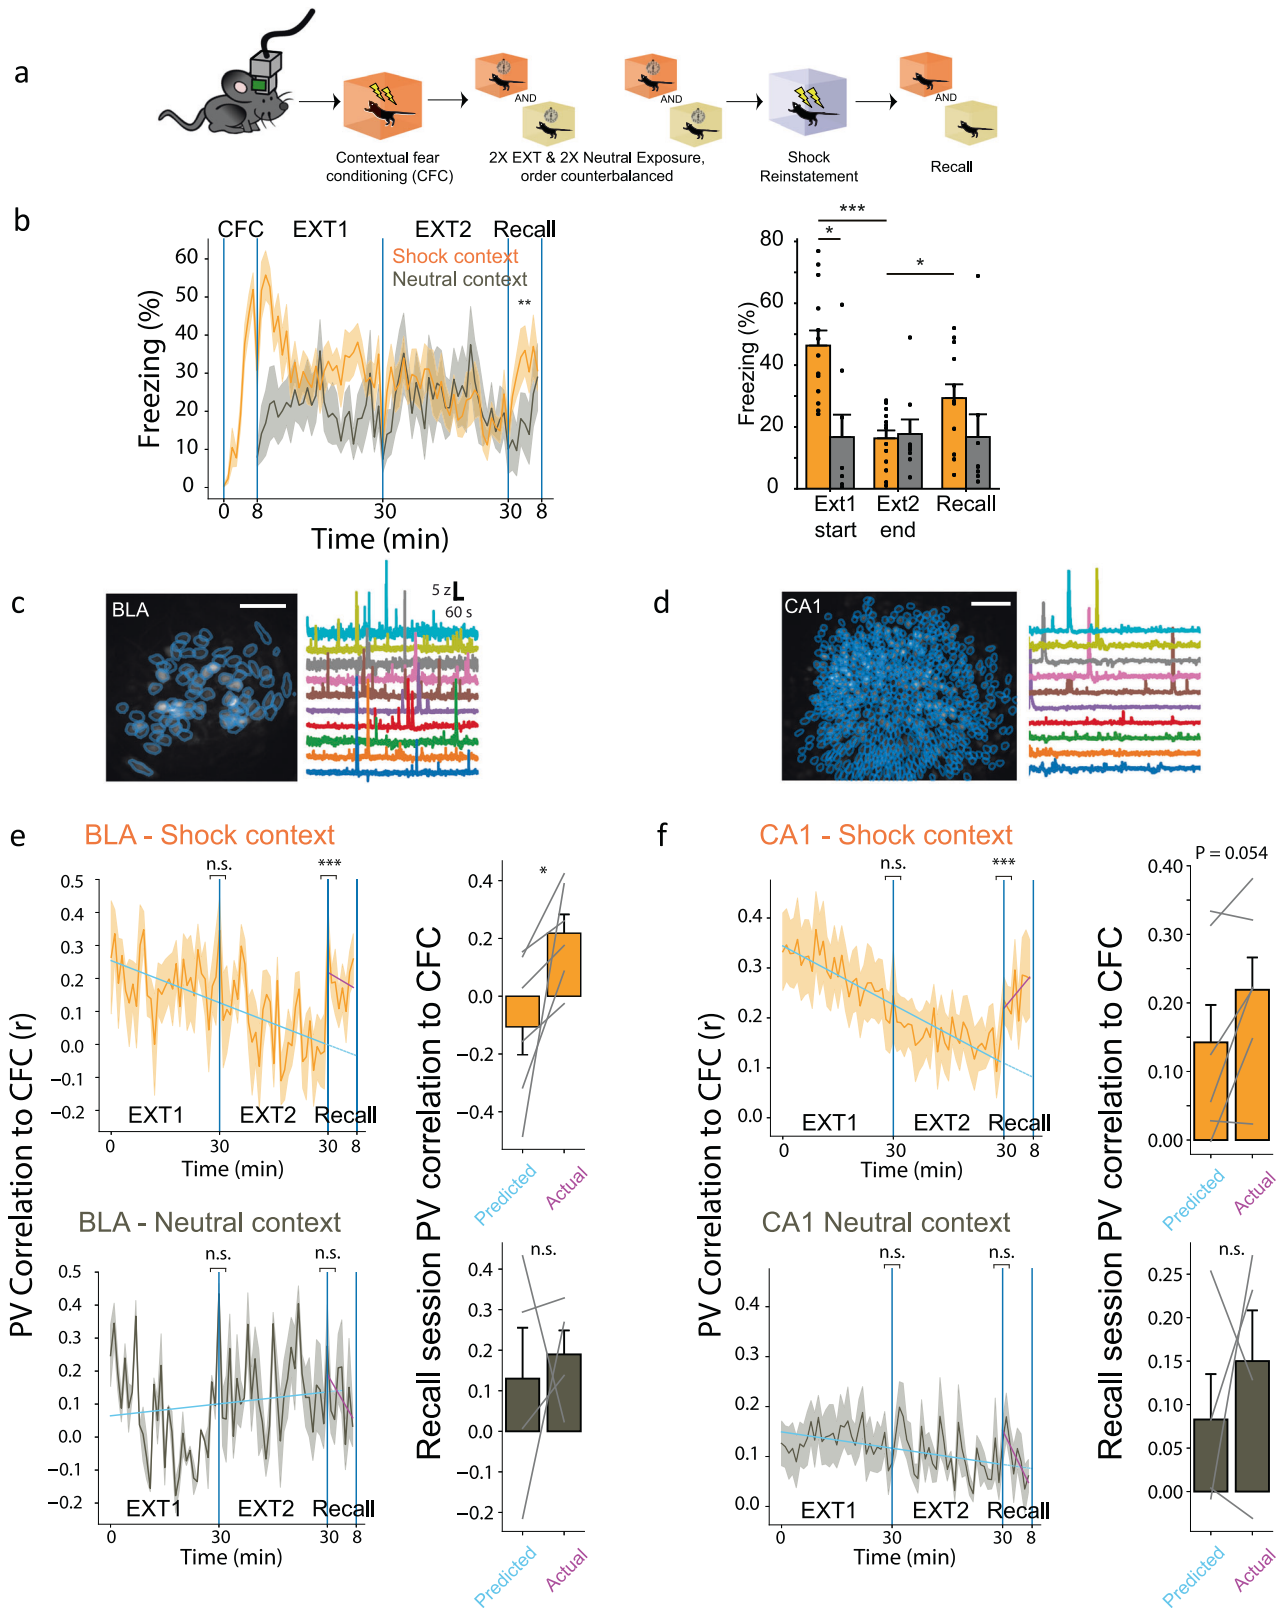 a
AND
AND
AND
Contextual fear
conditioning (CFC)
2X EXT & 2X Neutral Exposure,
order counterbalanced
Shock
Reinstatement
Recall
b
CFC
EXT1
EXT2
Recall
Shock context
Neutral context
**
Freezing (%)
60
50
40
30
20
10
0
0
8
30
30
8
Time (min)
***
*
*
Freezing (%)
80
60
40
20
0
Ext1
start
Ext2
end
Recall
c
BLA
5 z
60 s
d
CA1
e
BLA - Shock context
n.s.
***
0.5
0.4
0.3
0.2
0.1
0.0
−0.1
−0.2
EXT1
EXT2
Recall
0
30
30
8
Time (min)
PV Correlation to CFC (r)
*
0.4
0.2
0.0
−0.2
−0.4
Predicted
Actual
Recall session PV correlation to CFC
BLA - Neutral context
n.s.
n.s.
0.5
0.4
0.3
0.2
0.1
0.0
−0.1
−0.2
EXT1
EXT2
Recall
0
30
30
8
Time (min)
n.s.
0.4
0.3
0.2
0.1
0.0
−0.1
−0.2
Predicted
Actual
f
CA1 - Shock context
n.s.
***
0.4
0.3
0.2
0.1
0.0
EXT1
EXT2
Recall
0
30
30
8
Time (min)
PV Correlation to CFC (r)
P = 0.054
0.40
0.30
0.20
0.10
0.00
Predicted
Actual
Recall session PV correlation to CFC
CA1 Neutral context
n.s.
n.s.
0.4
0.3
0.2
0.1
0.0
EXT1
EXT2
Recall
0
30
30
8
Time (min)
n.s.
0.25
0.20
0.15
0.10
0.05
0.00
Predicted
Actual